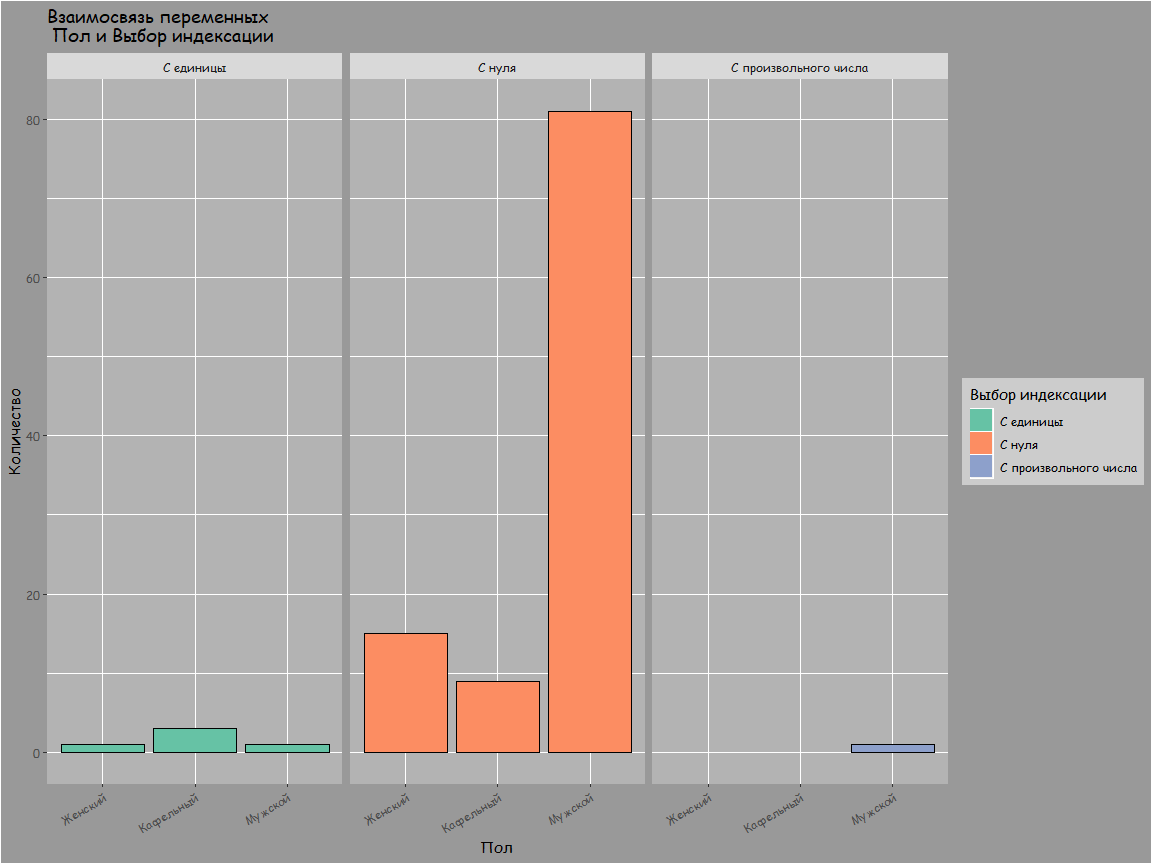 Взаимосвязь переменных
Пол и Выбор индексации
С единицы
С нуля
С произвольного числа
Количество
80
60
40
20
0
Женский
Кафельный
Мужской
Женский
Кафельный
Мужской
Женский
Кафельный
Мужской
Пол
Выбор индексации
С единицы
С нуля
С произвольного числа